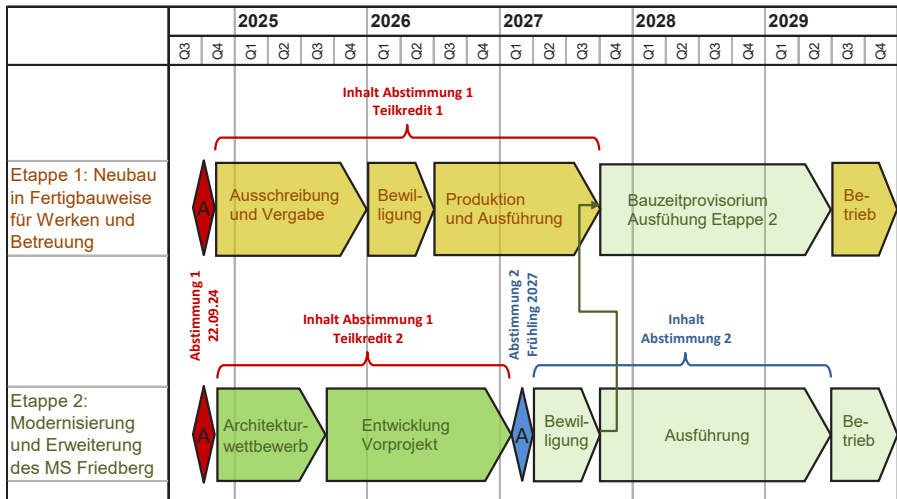 2025 2026 2027 2028 2029
Q3 Q4 Q1 Q2 Q3 Q4 Q1 Q2 Q3 Q4 Q1 Q2 Q3 Q4 Q1 Q2 Q3 Q4 Q1 Q2 Q3 Q4
Inhalt Abstimmung 1
Teilkredit 1
Etappe 1: Neubau
in Fertigbauweise
für Werken und
Betreuung
A
Ausschreibung
und Vergabe
Bewil-
ligung
Produktion
und Ausführung
Bauzeitprovisorium
Ausfühung Etappe 2
Be-
trieb
Abstimmung 1
22.09.24
Inhalt Abstimmung 1
Teilkredit 2
Abstimmung 2
Frühling 2027
Inhalt
Abstimmung 2
Etappe 2:
Modernisierung
und Erweiterung
des MS Friedberg
A
Architektur-
wettbewerb
Entwicklung
Vorprojekt
A
Bewil-
ligung
Ausführung
Be-
trieb